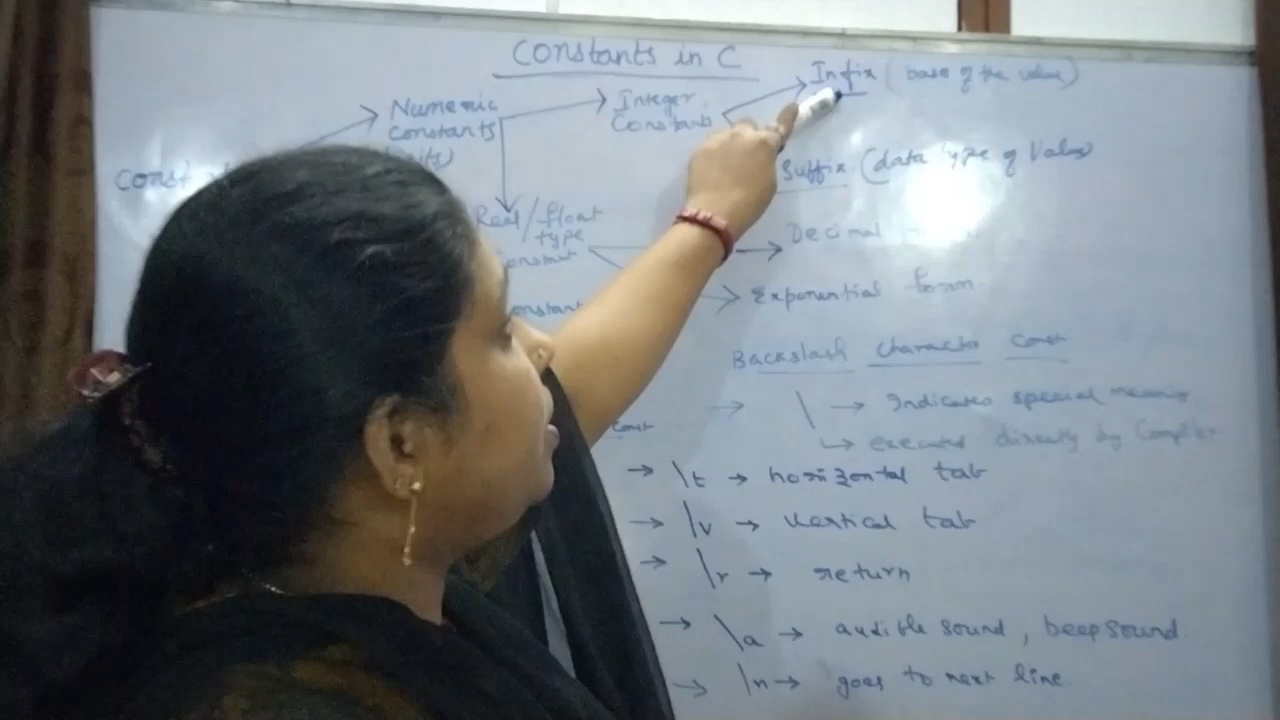 Constants in C
Infix (base of the value)
Numeric
constants
Integer
Constants
Const
Suffix (data type of value)
Real/float
type
constant
Decimal
Exponential form
constant
Backslash character const
→ \ → Indicates special meaning
↳ executed directly by Compiler
const
→ \t → horizontal tab
→ \v → vertical tab
→ \r → return
→ \a → audible sound, beep sound
→ \n → goes to next line.